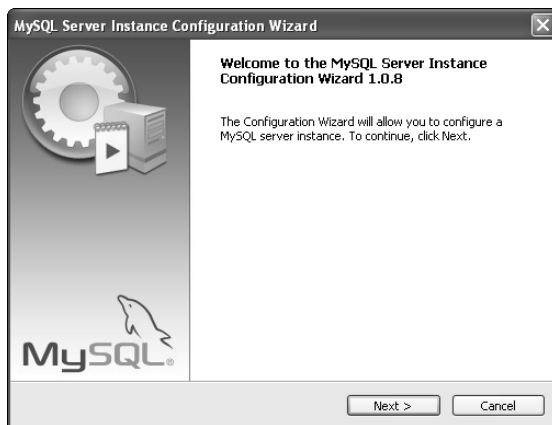 MySQL Server Instance Configuration Wizard
Welcome to the MySQL Server Instance
Configuration Wizard 1.0.8
The Configuration Wizard will allow you to configure a
MySQL server instance. To continue, click Next.
MySQL®
Next >
Cancel